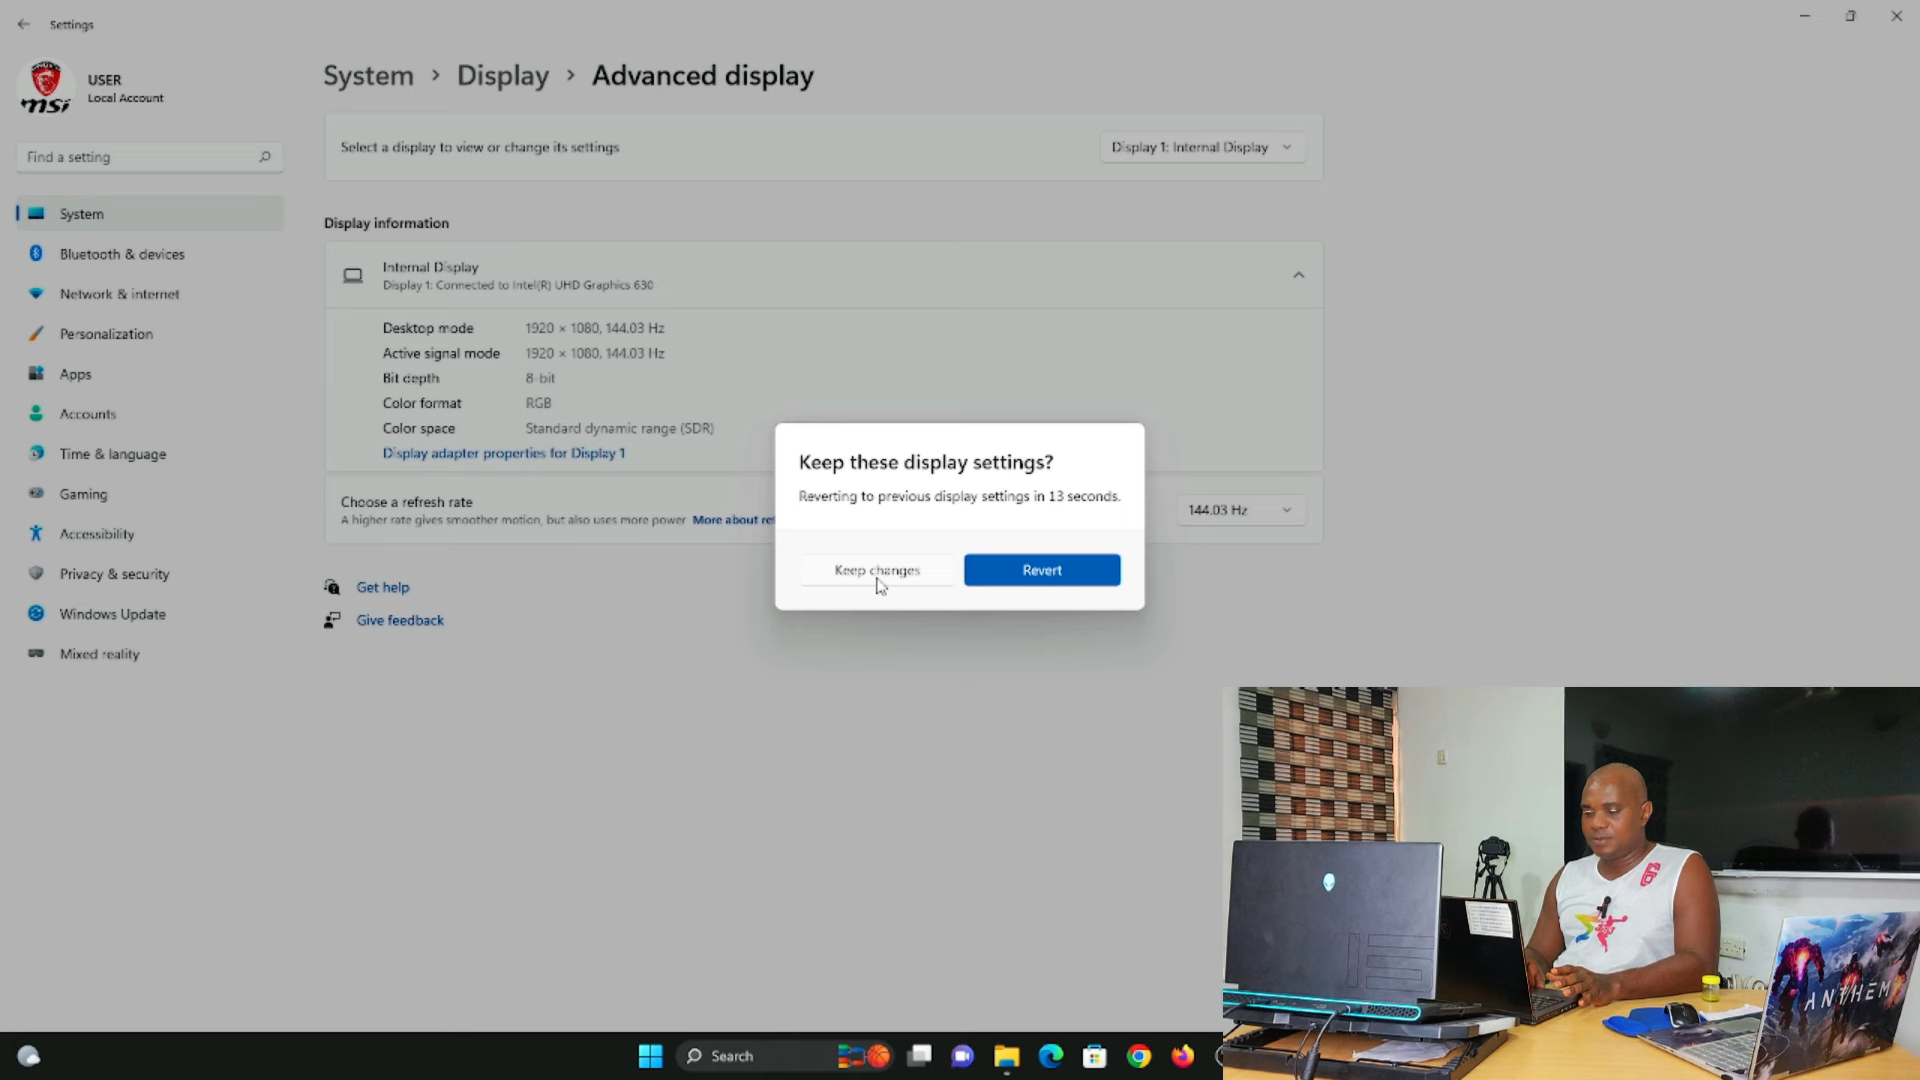 Settings
USER
Local Account
msi
Find a setting
System
Bluetooth & devices
Network & internet
Personalization
Apps
Accounts
Time & language
Gaming
Accessibility
Privacy & security
Windows Update
Mixed reality
System > Display > Advanced display
Select a display to view or change its settings
Display 1: Internal Display
Display information
Internal Display
Display 1: Connected to Intel(R) UHD Graphics 630
Desktop mode 1920 × 1080, 144.03 Hz
Active signal mode 1920 × 1080, 144.03 Hz
Bit depth 8-bit
Color format RGB
Color space Standard dynamic range (SDR)
Display adapter properties for Display 1
Choose a refresh rate
A higher rate gives smoother motion, but also uses more power More about
144.03 Hz
Get help
Give feedback
Keep these display settings?
Reverting to previous display settings in 13 seconds.
Keep changes
Revert
Search
ANTHEM